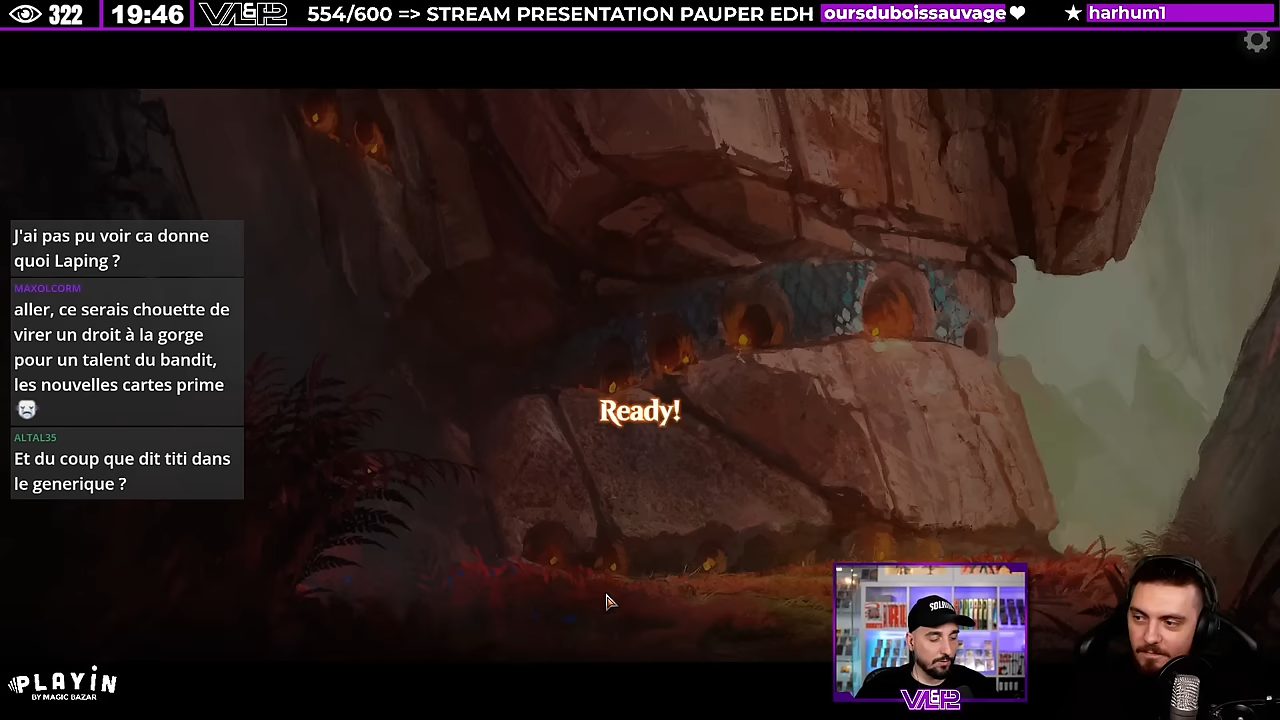 322
19:46
VAL&PL
554/600 => STREAM PRESENTATION PAUPER EDH
oursduboissauvage
harhum1
J'ai pas pu voir ca donne
quoi Laping ?
MAXOLCORM
aller, ce serais chouette de
virer un droit à la gorge
pour un talent du bandit,
les nouvelles cartes prime
ALTAL35
Et du coup que dit titi dans
le generique ?
Ready!
PLAYIN
BY MAGIC BAZAR